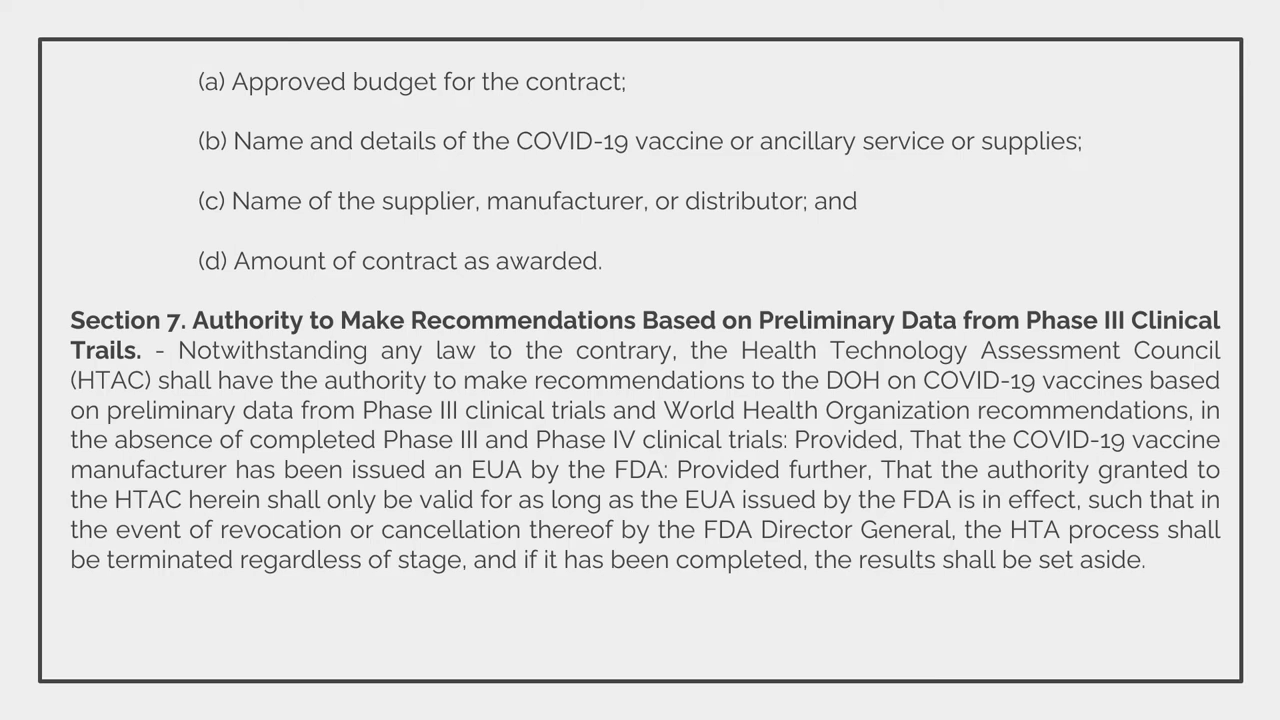 (a) Approved budget for the contract;
(b) Name and details of the COVID-19 vaccine or ancillary service or supplies;
(c) Name of the supplier, manufacturer, or distributor; and
(d) Amount of contract as awarded.
Section 7. Authority to Make Recommendations Based on Preliminary Data from Phase III Clinical
Trails. - Notwithstanding any law to the contrary, the Health Technology Assessment Council
(HTAC) shall have the authority to make recommendations to the DOH on COVID-19 vaccines based
on preliminary data from Phase III clinical trials and World Health Organization recommendations, in
the absence of completed Phase III and Phase IV clinical trials: Provided, That the COVID-19 vaccine
manufacturer has been issued an EUA by the FDA: Provided further, That the authority granted to
the HTAC herein shall only be valid for as long as the EUA issued by the FDA is in effect, such that in
the event of revocation or cancellation thereof by the FDA Director General, the HTA process shall
be terminated regardless of stage, and if it has been completed, the results shall be set aside.